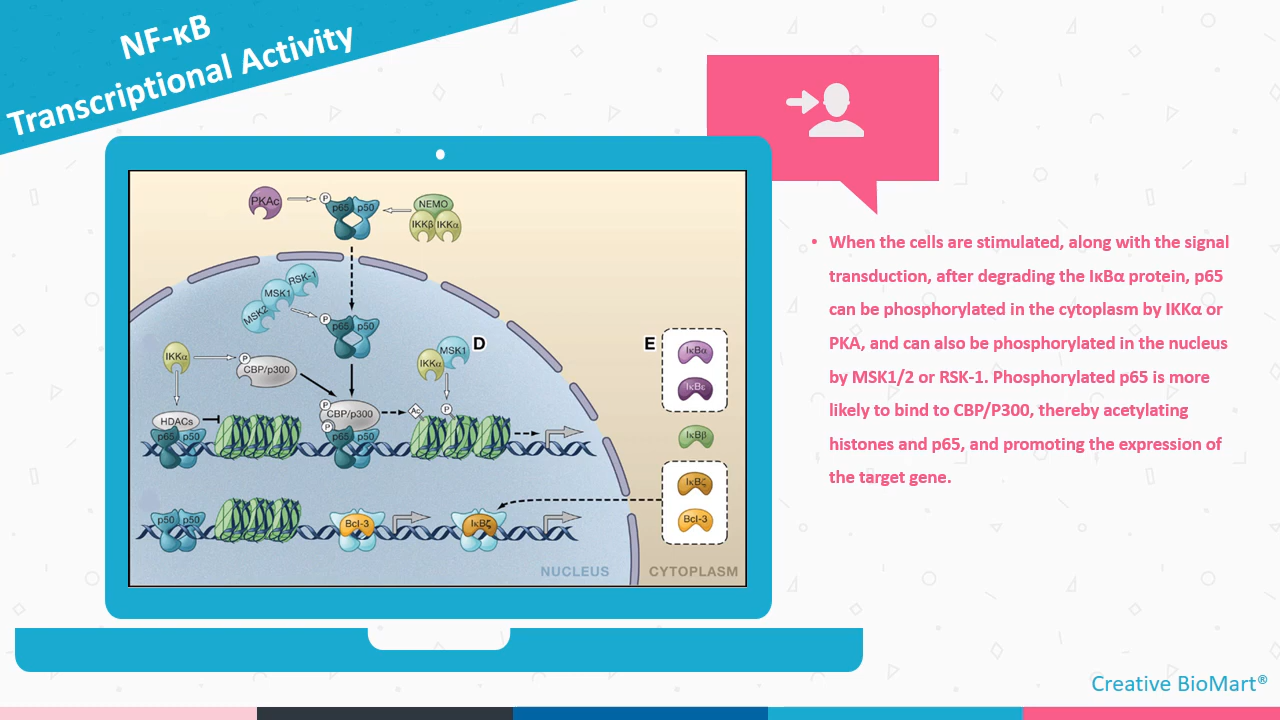 NF-κB
Transcriptional Activity
PKAc
P
p65 p50
NEMO
IKKβ IKKα
RSK-1
MSK1
MSK2
P
p65 p50
IKKα
P
CBP/p300
MSK1
IKKα
D
E
IκBα
IκBε
IκBβ
IκBζ
Bcl-3
HDACs
p65 p50
P
CBP/p300
P
p65 p50
Ac
P
p50 p50
Bcl-3
IκBζ
NUCLEUS
CYTOPLASM
• When the cells are stimulated, along with the signal
transduction, after degrading the IκBα protein, p65
can be phosphorylated in the cytoplasm by IKKα or
PKA, and can also be phosphorylated in the nucleus
by MSK1/2 or RSK-1. Phosphorylated p65 is more
likely to bind to CBP/P300, thereby acetylating
histones and p65, and promoting the expression of
the target gene.
Creative BioMart®